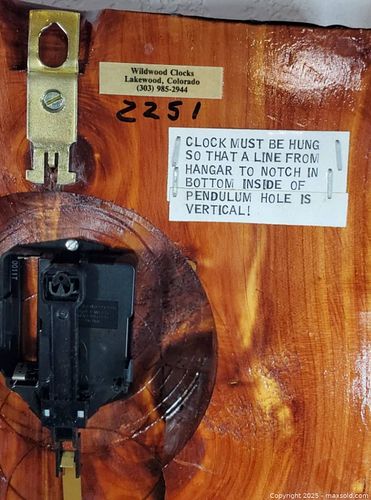 Wildwood Clocks
Lakewood, Colorado
(303) 985-2944
2251
CLOCK MUST BE HUNG
SO THAT A LINE FROM
HANGAR TO NOTCH IN
BOTTOM INSIDE OF
PENDULUM HOLE IS
VERTICAL!
Copyright 2025 - maxsold.com